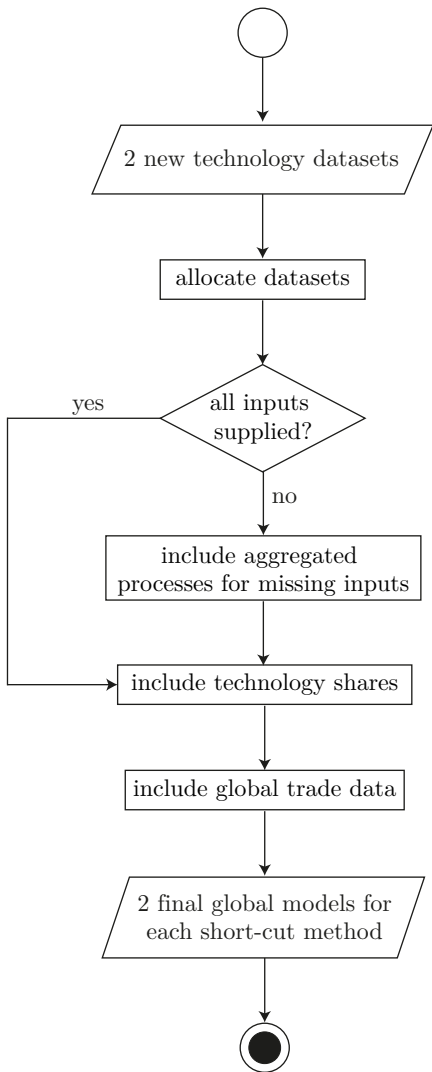 2 new technology datasets
allocate datasets
all inputs
supplied?
yes
no
include aggregated
processes for missing inputs
include technology shares
include global trade data
2 final global models for
each short-cut method